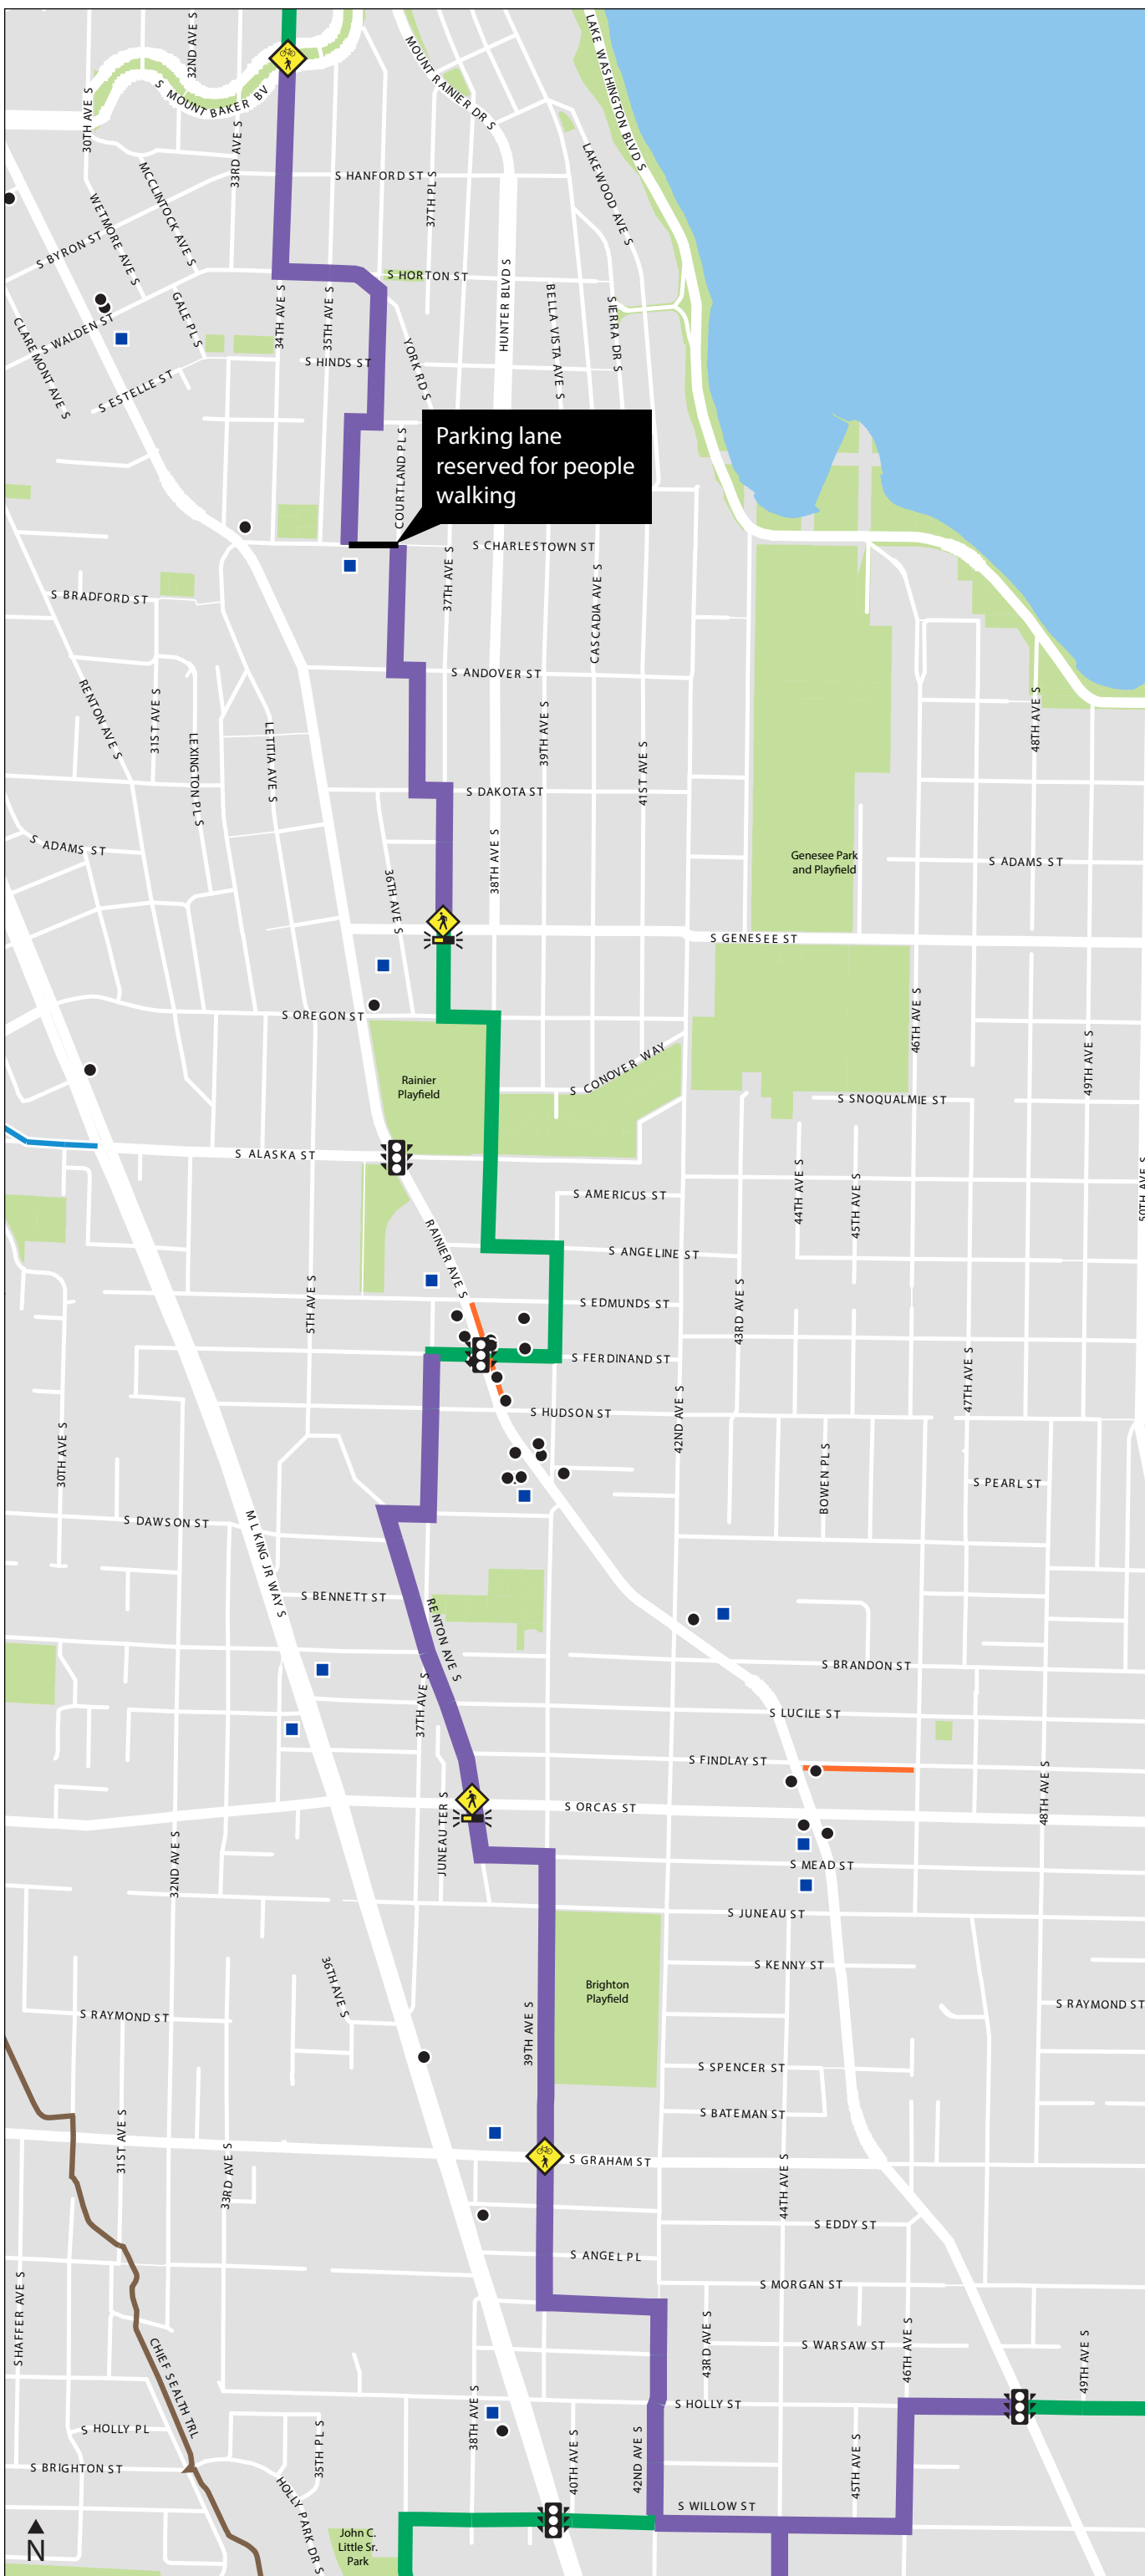 32ND AVE S
30TH AVE S
S MOUNT BAKER BV
33RD AVE S
MOUNT RAINIER DR S
LAKE WASHINGTON BLVD S
MCCLINTOCK AVE S
WETMORE AVE S
S HANFORD ST
37TH PL S
LAKEWOOD AVE S
S BYRON ST
S HORTON ST
HUNTER BLVD S
GALE PL S
34TH AVE S
35TH AVE S
BELLA VISTA AVE S
SIERRA DR S
S WALDEN ST
CLAREMONT AVE S
S HINDS ST
YORK RD S
S ESTELLE ST
Parking lane
reserved for people
walking
COURTLAND PL S
S CHARLESTOWN ST
37TH AVE S
CASCADIA AVE S
S BRADFORD ST
S ANDOVER ST
RENTON AVE S
31ST AVE S
LEXINGTON PL S
LETITIA AVE S
39TH AVE S
41ST AVE S
48TH AVE S
S DAKOTA ST
S ADAMS ST
36TH AVE S
38TH AVE S
Genesee Park
and Playfield
S ADAMS ST
S GENESEE ST
S OREGON ST
46TH AVE S
49TH AVE S
Rainier
Playfield
S CONOVER WAY
S SNOQUALMIE ST
S ALASKA ST
S AMERICUS ST
44TH AVE S
45TH AVE S
50TH AVE S
RAINIER AVE S
S ANGELINE ST
5TH AVE S
S EDMUNDS ST
43RD AVE S
S FERDINAND ST
47TH AVE S
S HUDSON ST
42ND AVE S
30TH AVE S
BOWEN PL S
S PEARL ST
S DAWSON ST
M L KING JR WAY S
S BENNETT ST
RENTON AVE S
S BRANDON ST
37TH AVE S
S LUCILE ST
S FINDLAY ST
48TH AVE S
S ORCAS ST
JUNEAU TER S
32ND AVE S
S MEAD ST
S JUNEAU ST
S KENNY ST
36TH AVE S
Brighton
Playfield
S RAYMOND ST
S RAYMOND ST
39TH AVE S
S SPENCER ST
S BATEMAN ST
31ST AVE S
33RD AVE S
S GRAHAM ST
44TH AVE S
S EDDY ST
S ANGEL PL
S MORGAN ST
SHAFFER AVE S
CHIEF SEALTH TRL
43RD AVE S
S WARSAW ST
46TH AVE S
49TH AVE S
S HOLLY ST
38TH AVE S
S HOLLY PL
35TH PL S
40TH AVE S
42ND AVE S
45TH AVE S
S BRIGHTON ST
HOLLY PARK DR S
S WILLOW ST
John C.
Little Sr.
Park
N